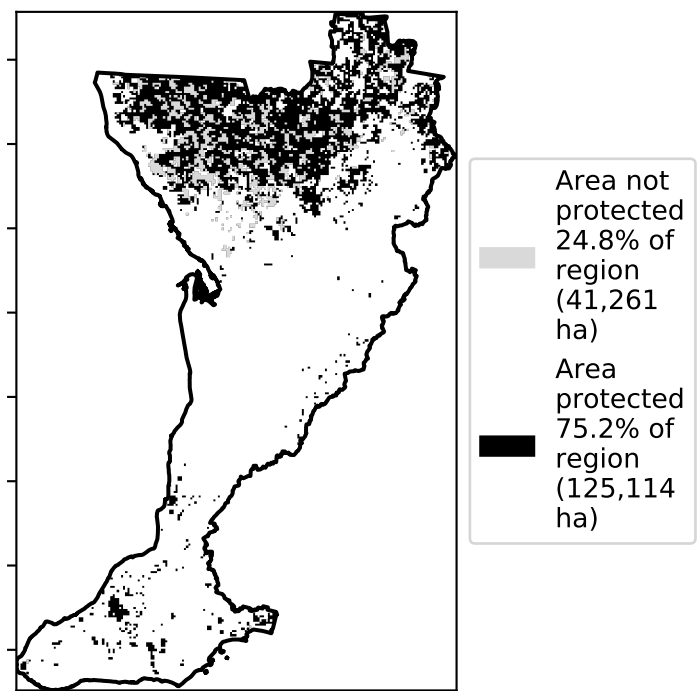 Area not
protected
24.8% of
region
(41,261
ha)
Area
protected
75.2% of
region
(125,114
ha)